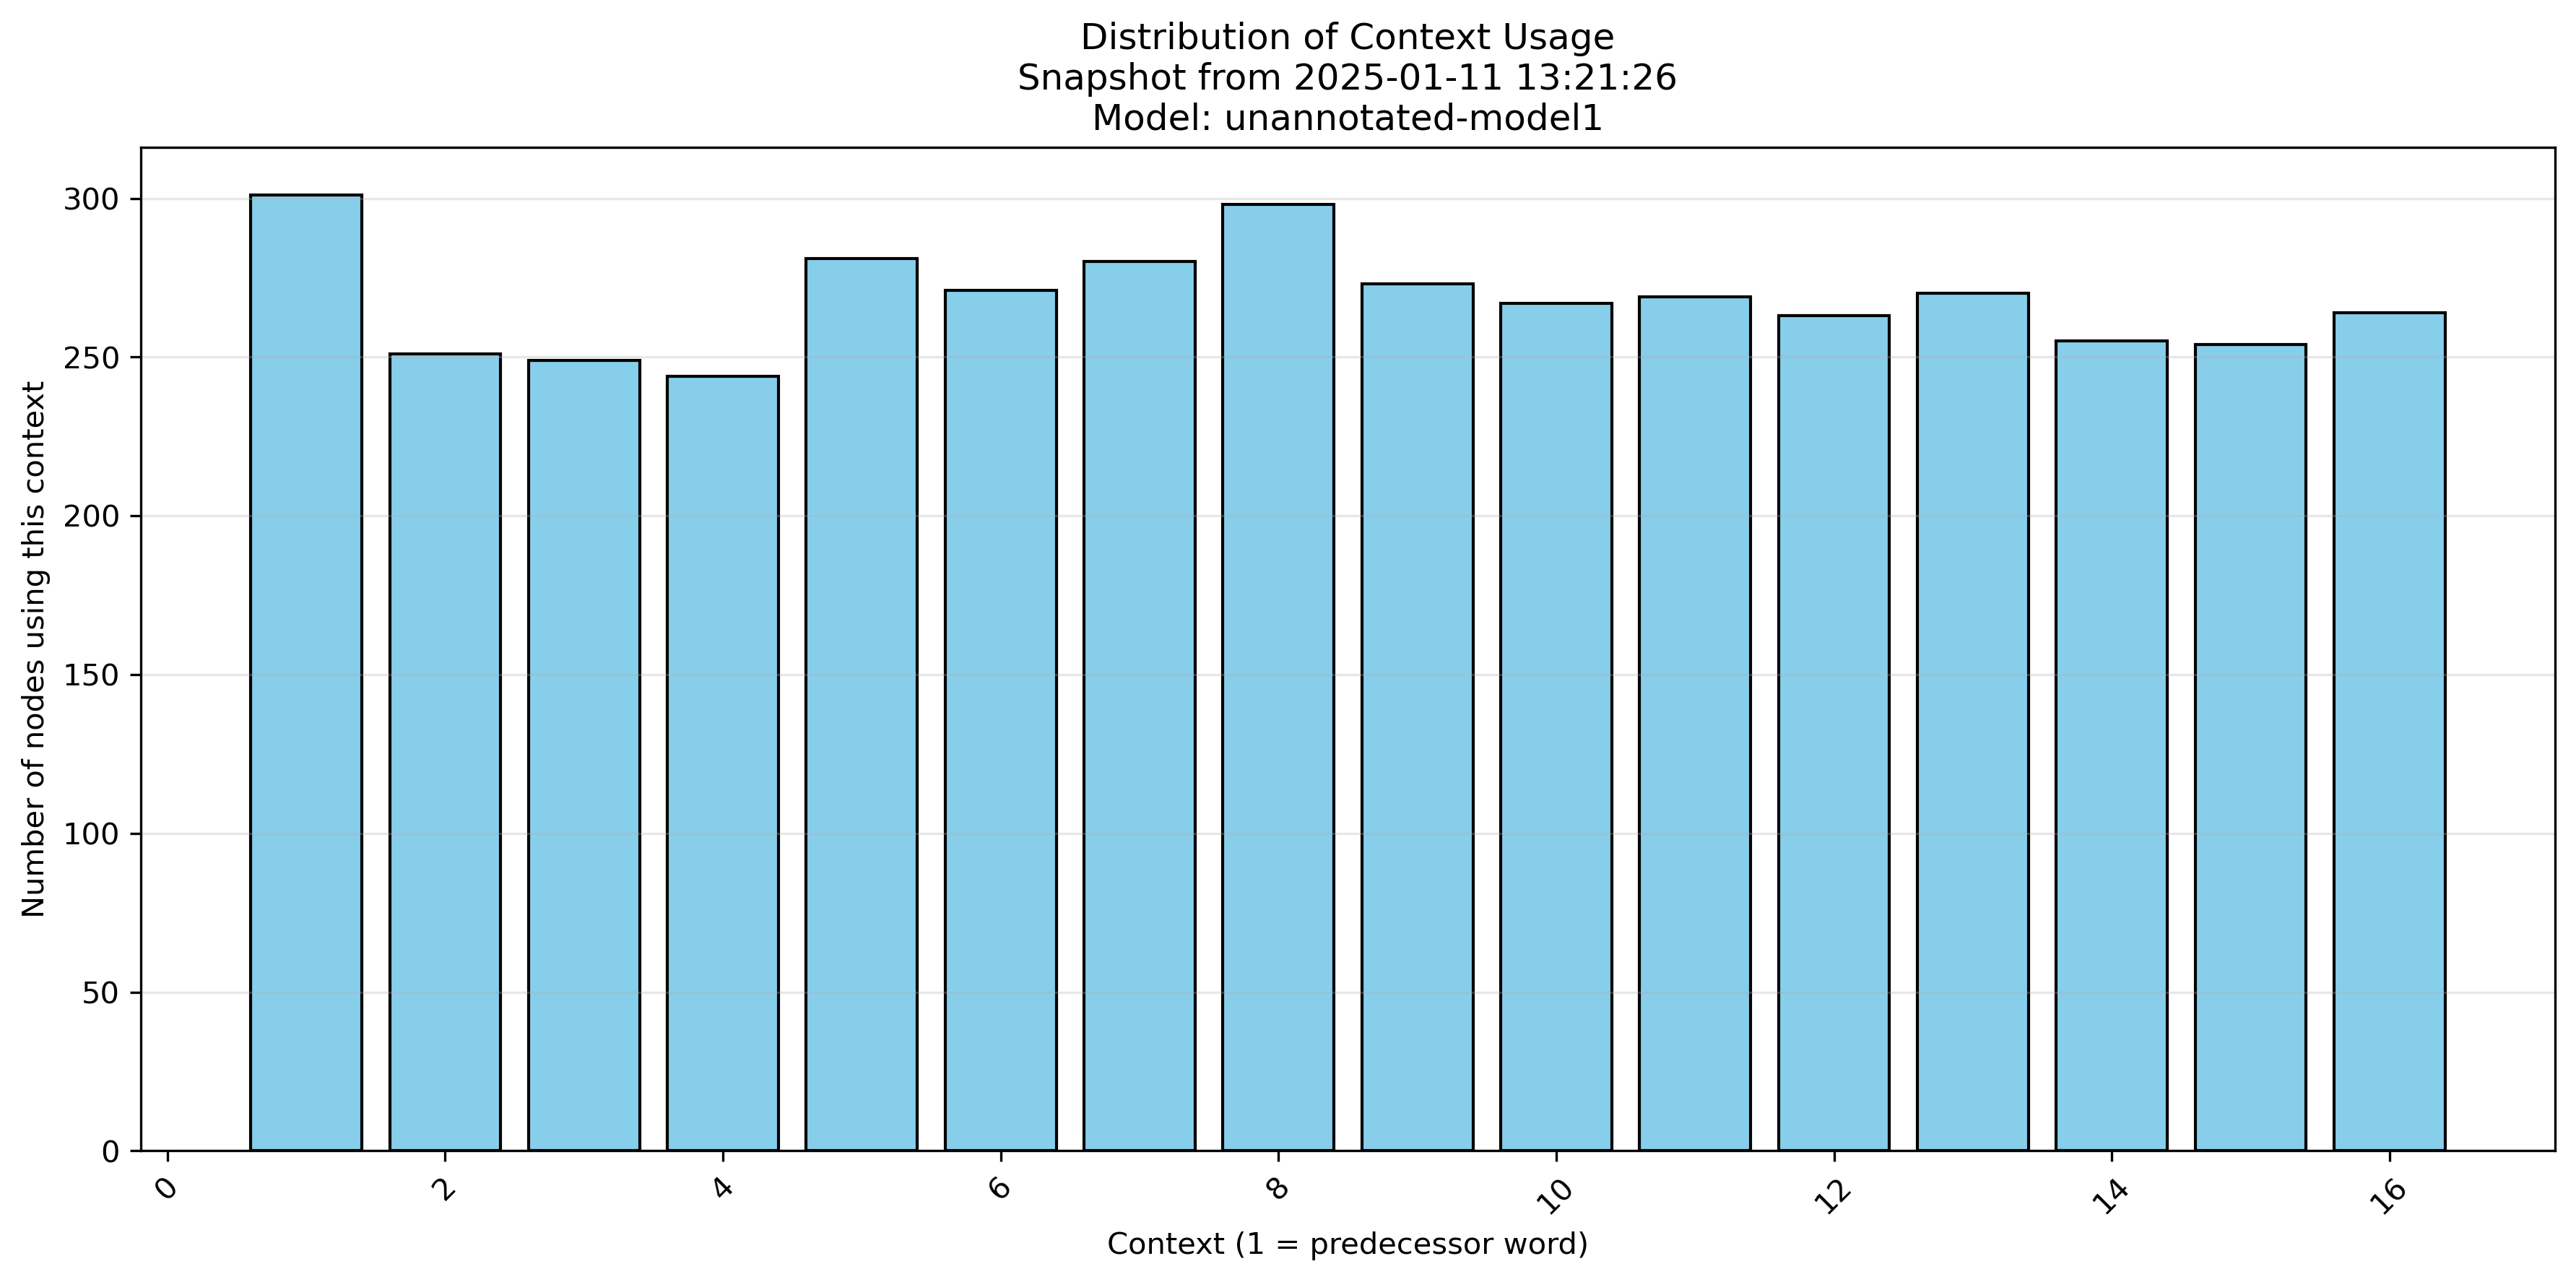 Distribution of Context Usage
Snapshot from 2025-01-11 13:21:26
Model: unannotated-model1
Number of nodes using this context
300
250
200
150
100
50
0
0 2 4 6 8 10 12 14 16
Context (1 = predecessor word)